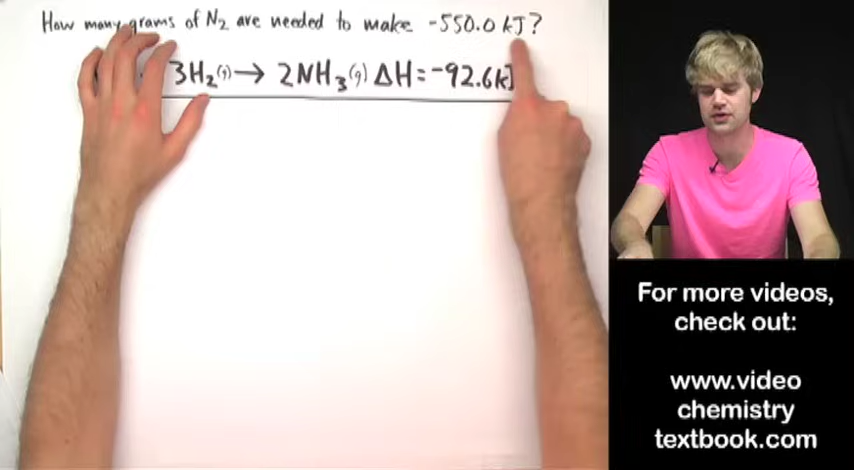 How many grams of N₂ are needed to make -550.0 kJ?
3H₂(g) → 2NH₃(g) ΔH = -92.6kJ
For more videos,
check out:
www.video
chemistry
textbook.com